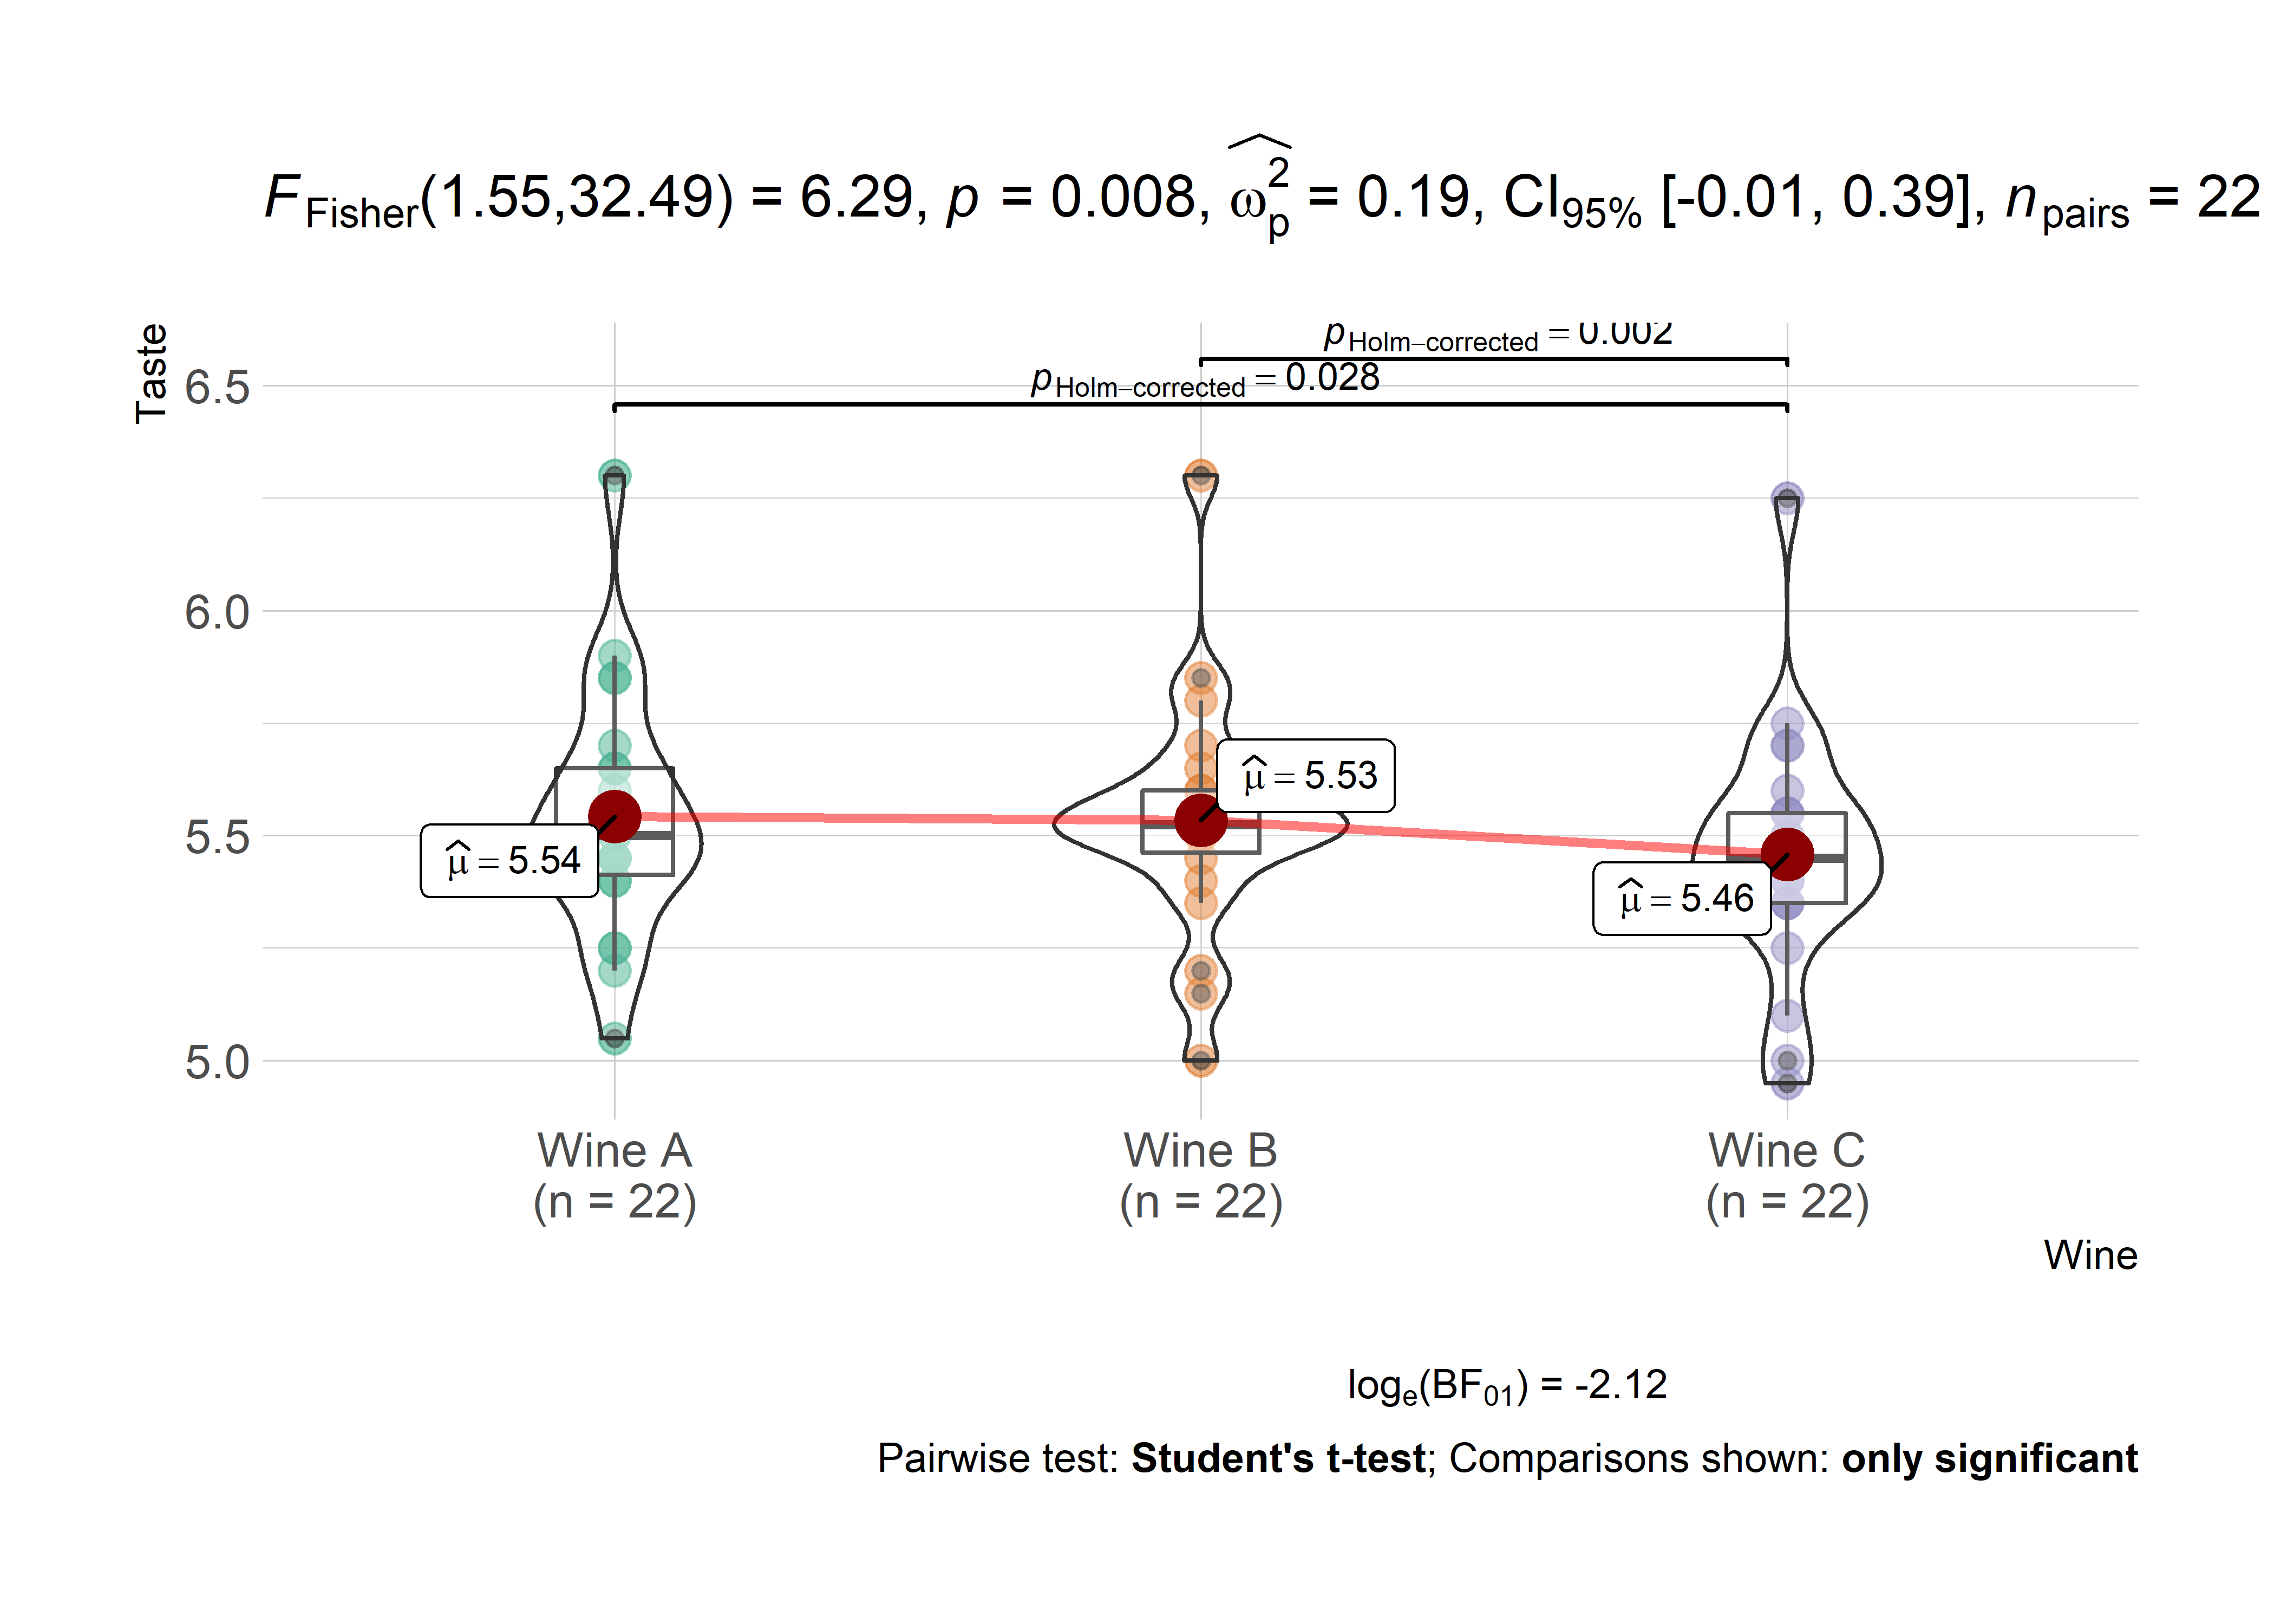 F Fisher(1.55,32.49) = 6.29, p = 0.008, ω̂²p = 0.19, CI95% [-0.01, 0.39], npairs = 22
Taste
pHolm−corrected = 0.002
pHolm−corrected = 0.028
6.5
6.0
5.5
5.0
μ̂ = 5.54
μ̂ = 5.53
μ̂ = 5.46
Wine A
(n = 22)
Wine B
(n = 22)
Wine C
(n = 22)
Wine
loge(BF01) = -2.12
Pairwise test: Student's t-test; Comparisons shown: only significant